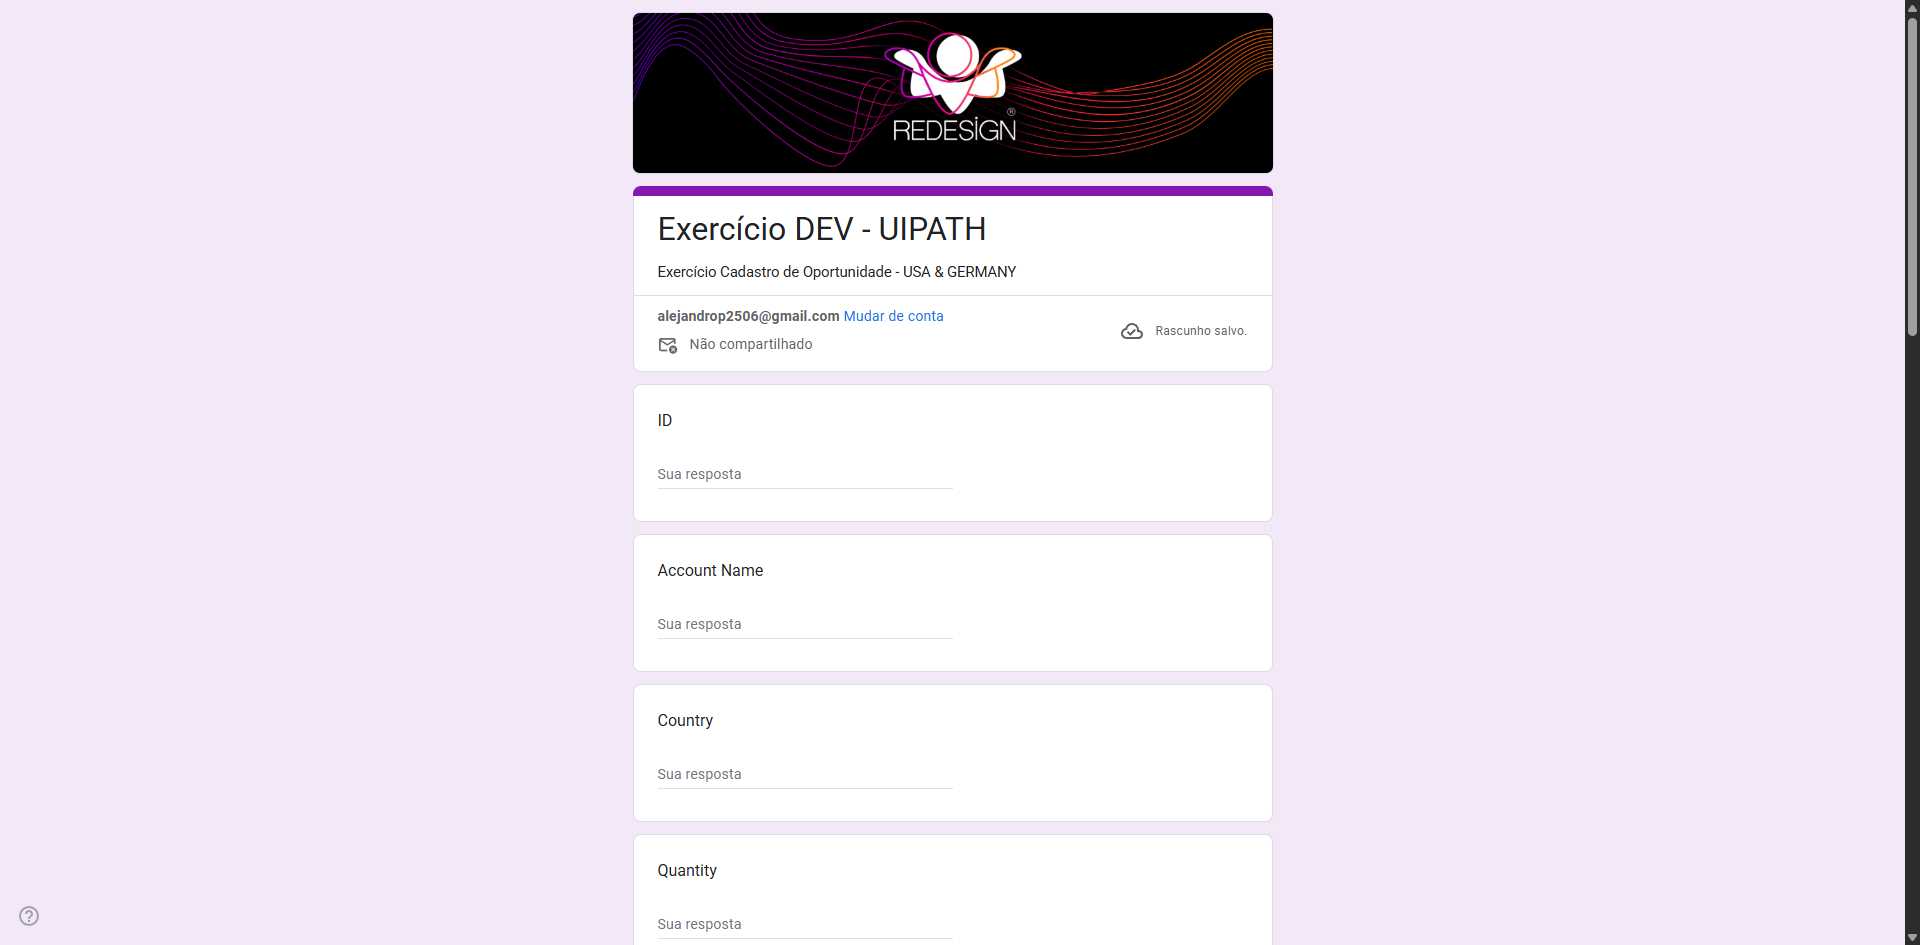 REDESIGN®
Exercício DEV - UIPATH
Exercício Cadastro de Oportunidade - USA & GERMANY
alejandrop2506@gmail.com Mudar de conta
Não compartilhado
Rascunho salvo.
ID
Sua resposta
Account Name
Sua resposta
Country
Sua resposta
Quantity
Sua resposta